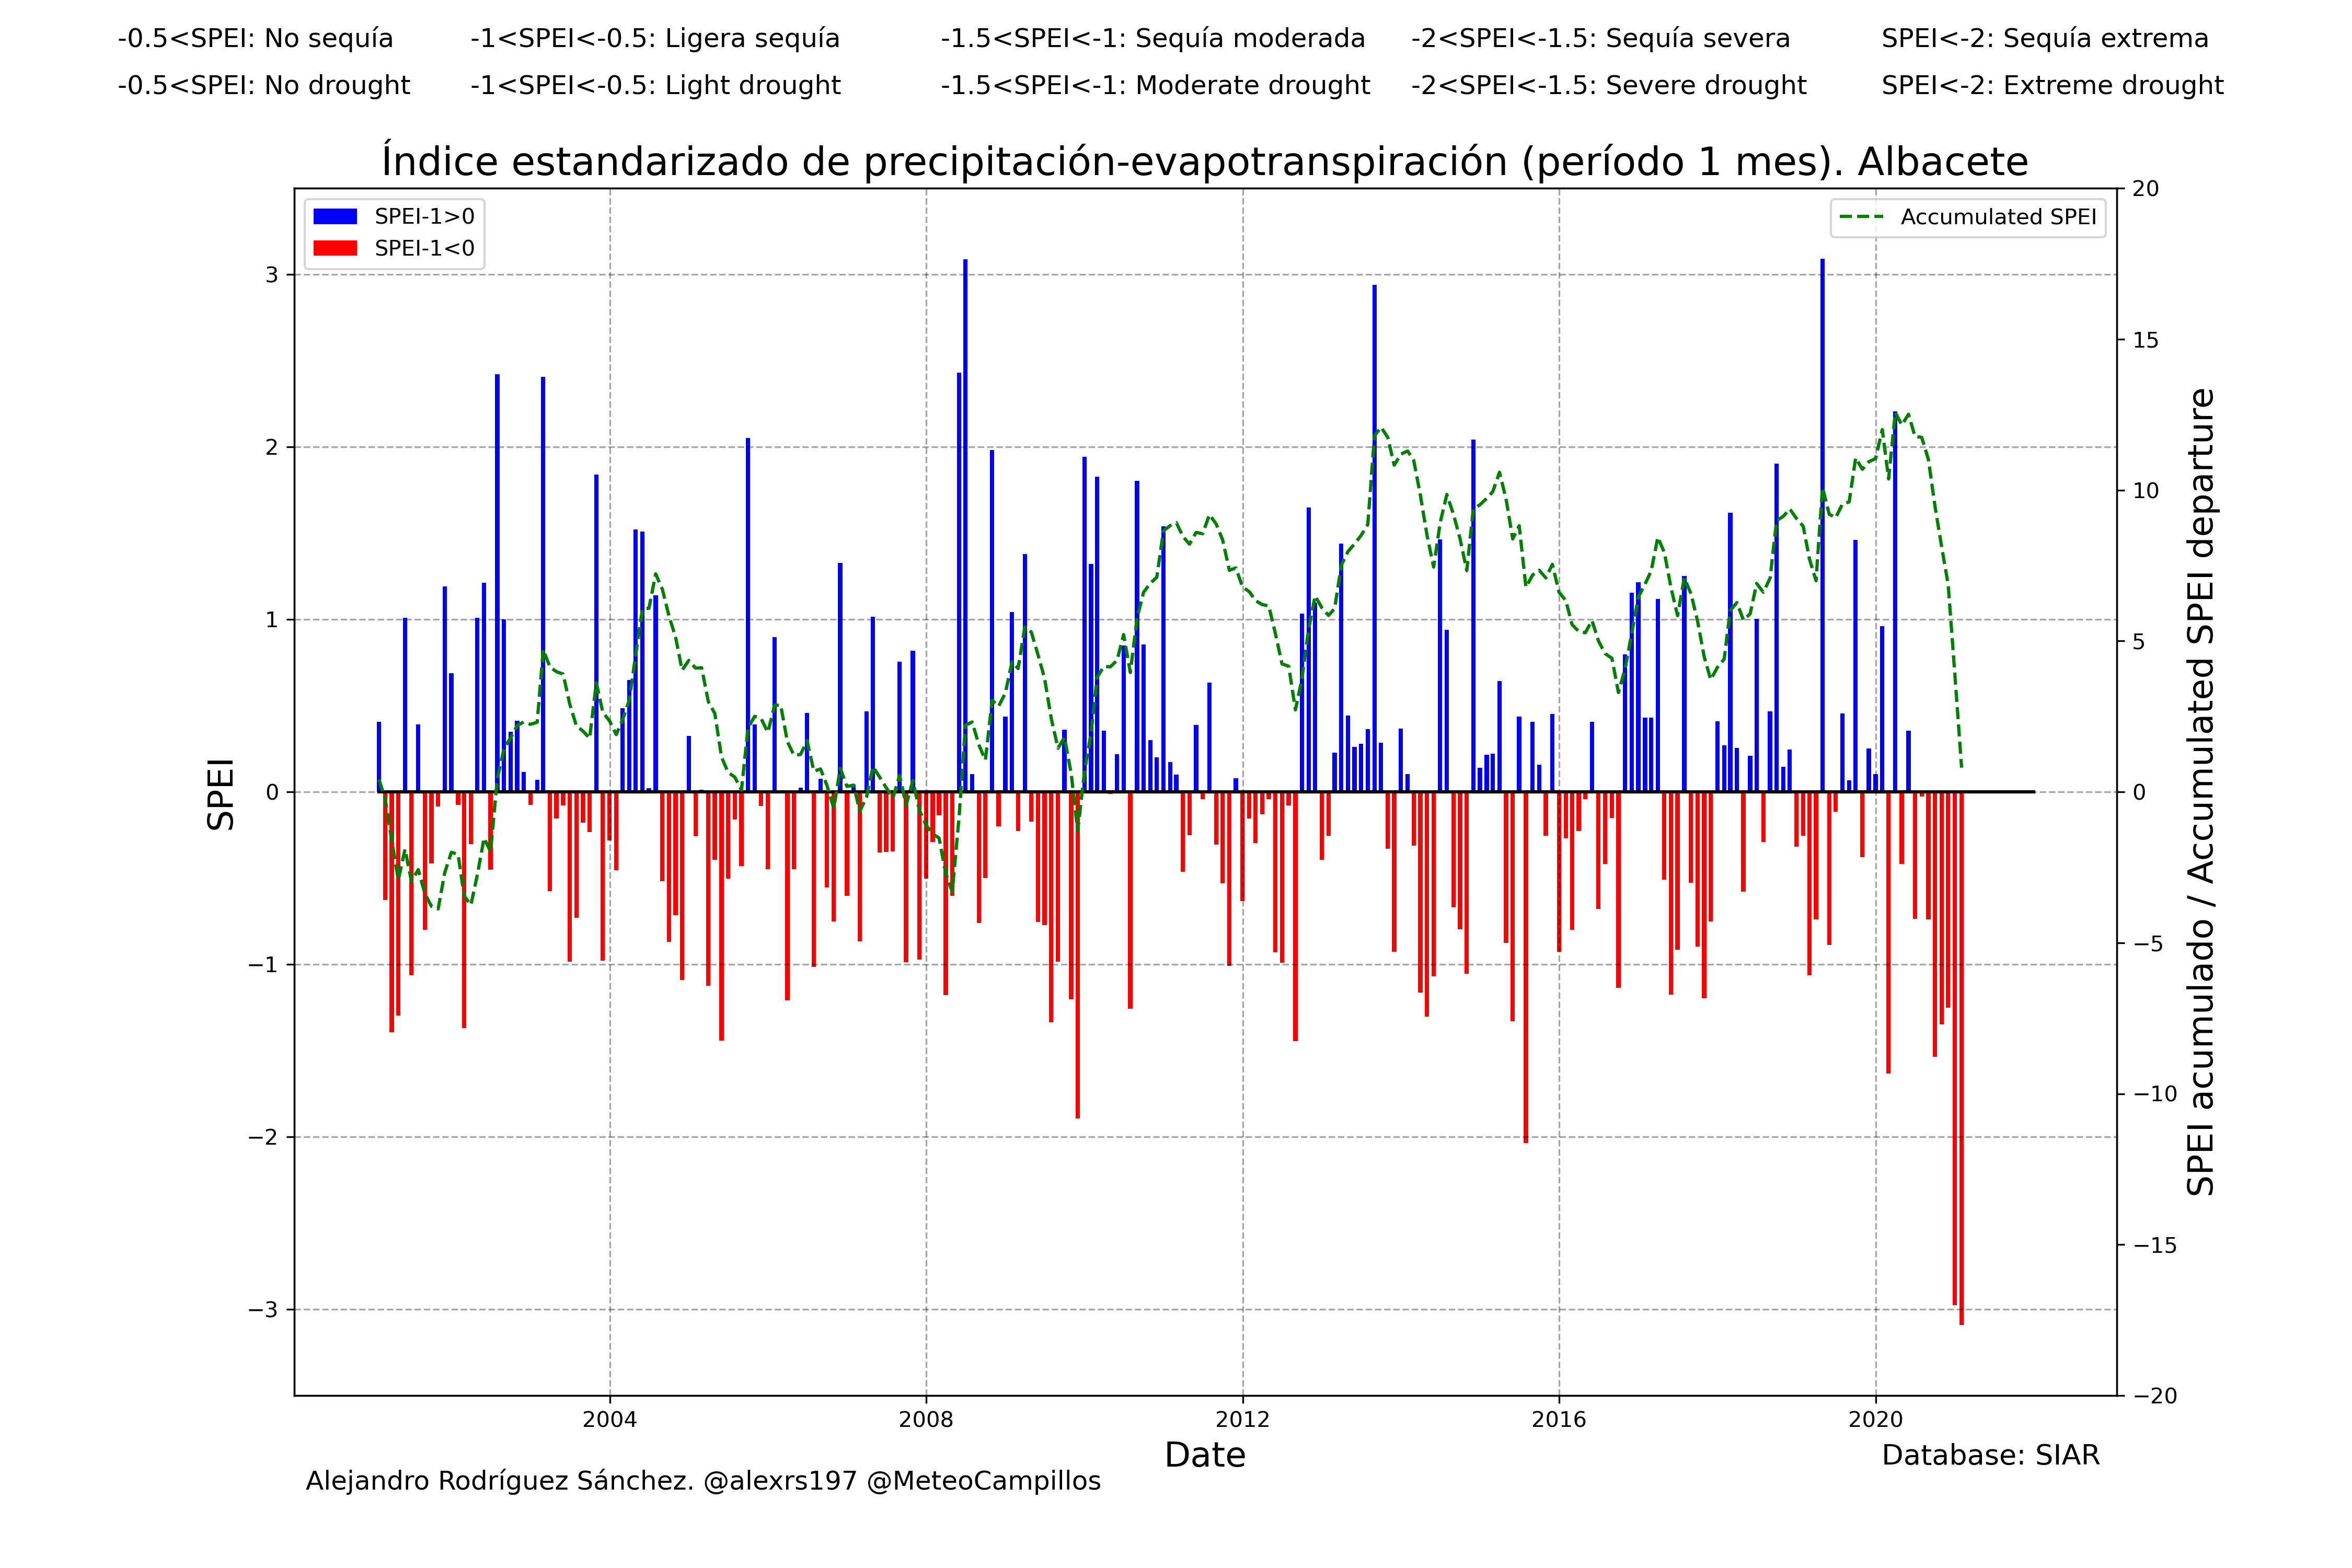 -0.5<SPEI: No sequía -1<SPEI<-0.5: Ligera sequía -1.5<SPEI<-1: Sequía moderada -2<SPEI<-1.5: Sequía severa SPEI<-2: Sequía extrema
-0.5<SPEI: No drought -1<SPEI<-0.5: Light drought -1.5<SPEI<-1: Moderate drought -2<SPEI<-1.5: Severe drought SPEI<-2: Extreme drought
Índice estandarizado de precipitación-evapotranspiración (período 1 mes). Albacete
SPEI-1>0
SPEI-1<0
Accumulated SPEI
SPEI
3
2
1
0
−1
−2
−3
20
15
10
5
0
−5
−10
−15
−20
SPEI acumulado / Accumulated SPEI departure
2004 2008 2012 2016 2020
Date
Database: SIAR
Alejandro Rodríguez Sánchez. @alexrs197 @MeteoCampillos